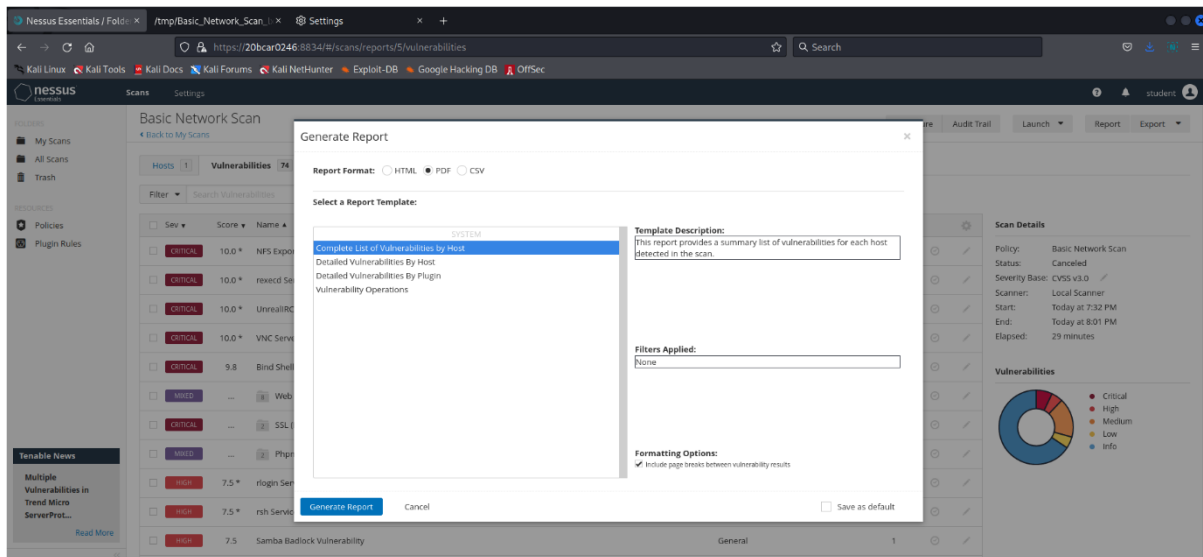 Nessus Essentials / Folde
/tmp/Basic_Network_Scan_b
Settings
https://20bcar0246:8834/#/scans/reports/5/vulnerabilities
Search
Kali Linux Kali Tools Kali Docs Kali Forums Kali NetHunter Exploit-DB Google Hacking DB OffSec
nessus
Essentials
Scans Settings
student
FOLDERS
My Scans
All Scans
Trash
RESOURCES
Policies
Plugin Rules
Tenable News
Multiple
Vulnerabilities in
Trend Micro
ServerProt...
Read More
Basic Network Scan
Back to My Scans
Audit Trail Launch Report Export
Hosts 1 Vulnerabilities 74
Filter Search Vulnerabilities
Sev Score Name
CRITICAL 10.0 * NFS Expor
CRITICAL 10.0 * rexecd Se
CRITICAL 10.0 * UnrealIRC
CRITICAL 10.0 * VNC Serve
CRITICAL 9.8 Bind Shell
MIXED ... Web
CRITICAL ... SSL (
MIXED ... Phpm
HIGH 7.5 * rlogin Ser
HIGH 7.5 * rsh Servic
HIGH 7.5 Samba Badlock Vulnerability General 1
Generate Report
Report Format: HTML PDF CSV
Select a Report Template:
SYSTEM
Complete List of Vulnerabilities by Host
Detailed Vulnerabilities By Host
Detailed Vulnerabilities By Plugin
Vulnerability Operations
Template Description:
This report provides a summary list of vulnerabilities for each host
detected in the scan.
Filters Applied:
None
Formatting Options:
Include page breaks between vulnerability results
Generate Report Cancel
Save as default
Scan Details
Policy: Basic Network Scan
Status: Canceled
Severity Base: CVSS v3.0
Scanner: Local Scanner
Start: Today at 7:32 PM
End: Today at 8:01 PM
Elapsed: 29 minutes
Vulnerabilities
Critical
High
Medium
Low
Info